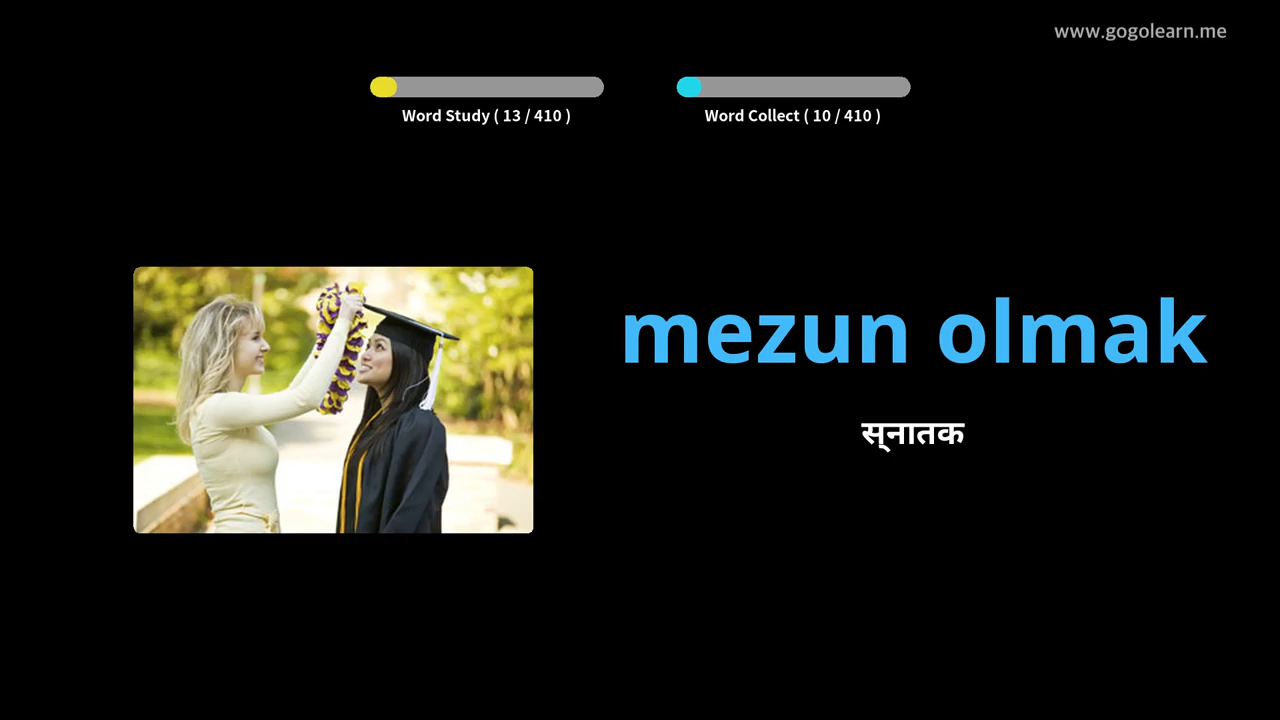 www.gogolearn.me
Word Study ( 13 / 410 )
Word Collect ( 10 / 410 )
mezun olmak
स्नातक